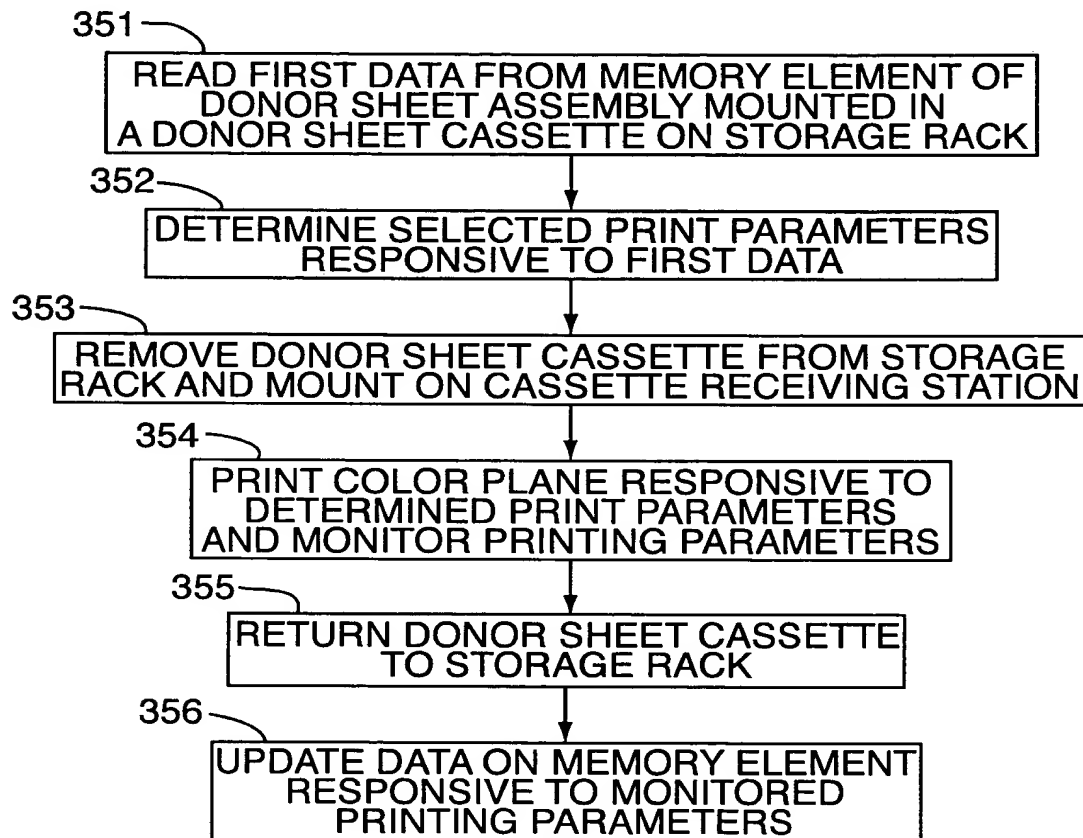 351
READ FIRST DATA FROM MEMORY ELEMENT OF
DONOR SHEET ASSEMBLY MOUNTED IN
A DONOR SHEET CASSETTE ON STORAGE RACK
352
DETERMINE SELECTED PRINT PARAMETERS
RESPONSIVE TO FIRST DATA
353
REMOVE DONOR SHEET CASSETTE FROM STORAGE
RACK AND MOUNT ON CASSETTE RECEIVING STATION
354
PRINT COLOR PLANE RESPONSIVE TO
DETERMINED PRINT PARAMETERS
AND MONITOR PRINTING PARAMETERS
355
RETURN DONOR SHEET CASSETTE
TO STORAGE RACK
356
UPDATE DATA ON MEMORY ELEMENT
RESPONSIVE TO MONITORED
PRINTING PARAMETERS